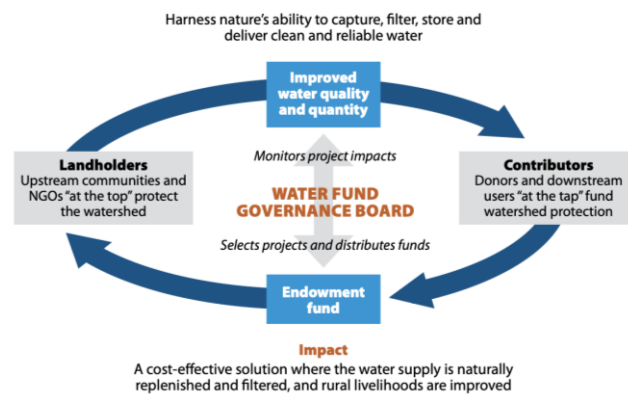 Harness nature's ability to capture, filter, store and
deliver clean and reliable water
Improved
water quality
and quantity
Monitors project impacts
Landholders
Upstream communities and
NGOs "at the top" protect
the watershed
WATER FUND
GOVERNANCE BOARD
Contributors
Donors and downstream
users "at the tap" fund
watershed protection
Selects projects and distributes funds
Endowment
fund
Impact
A cost-effective solution where the water supply is naturally
replenished and filtered, and rural livelihoods are improved